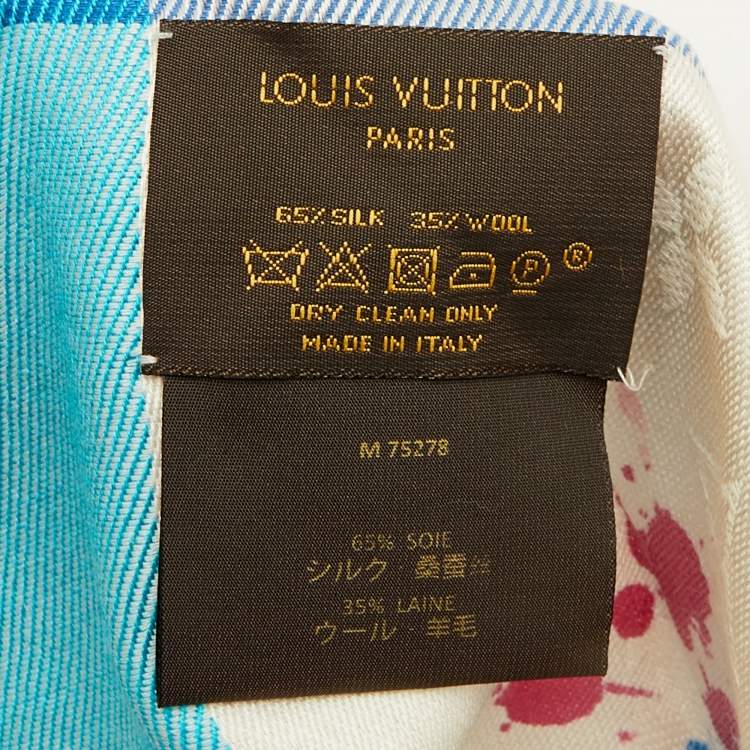 LOUIS VUITTON
PARIS
65% SILK 35% WOOL
P ®
DRY CLEAN ONLY
MADE IN ITALY
M 75278
65% SOIE
シルク - 桑蚕丝
35% LAINE
ウール - 羊毛